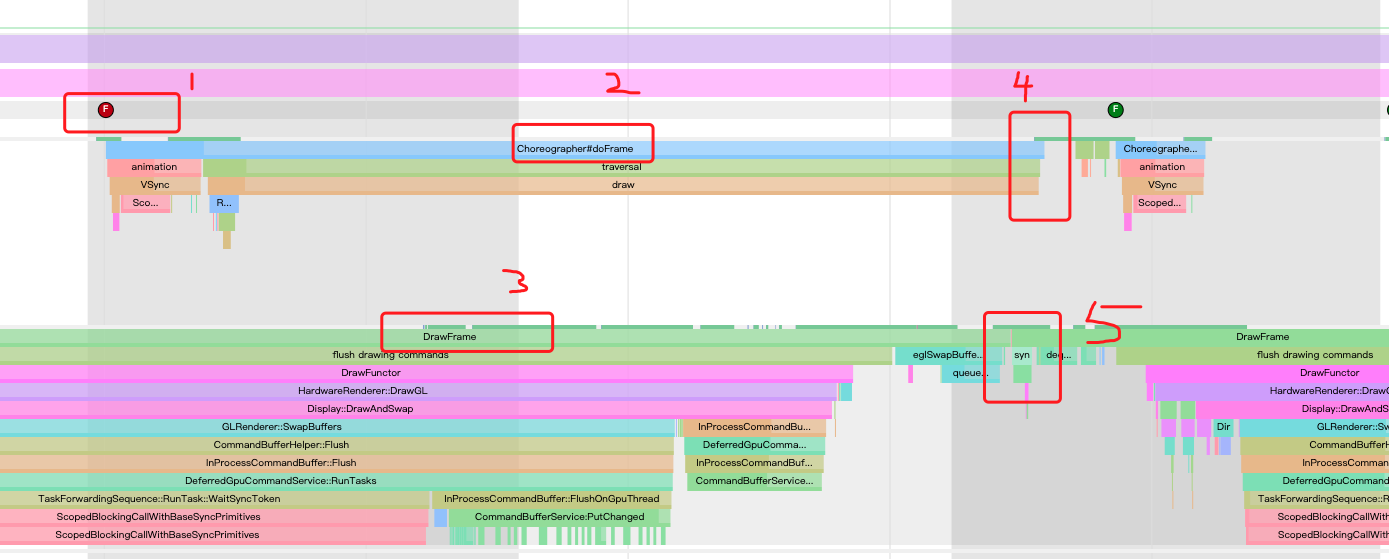 1
2
4
F
F
Choreographer#doFrame
Choreographe...
animation
traversal
animation
VSync
draw
VSync
Sco...
R...
Scoped...
3
5
DrawFrame
DrawFrame
flush drawing commands
eglSwapBuffe...
syn
deq...
flush drawing commands
DrawFunctor
queue...
DrawFunctor
HardwareRenderer::DrawGL
HardwareRenderer::DrawG
Display::DrawAndSwap
Display::DrawAndS
GLRenderer::SwapBuffers
InProcessCommandBu...
Dir
GLRenderer::Sw
CommandBufferHelper::Flush
DeferredGpuComma...
CommandBufferH
InProcessCommandBuffer::Flush
InProcessCommandBuf...
InProcessComman
DeferredGpuCommandService::RunTasks
CommandBufferService...
DeferredGpuComman
TaskForwardingSequence::RunTask::WaitSyncToken
InProcessCommandBuffer::FlushOnGpuThread
TaskForwardingSequence::R
ScopedBlockingCallWithBaseSyncPrimitives
CommandBufferService:PutChanged
ScopedBlockingCallWith
ScopedBlockingCallWithBaseSyncPrimitives
ScopedBlockingCallWith